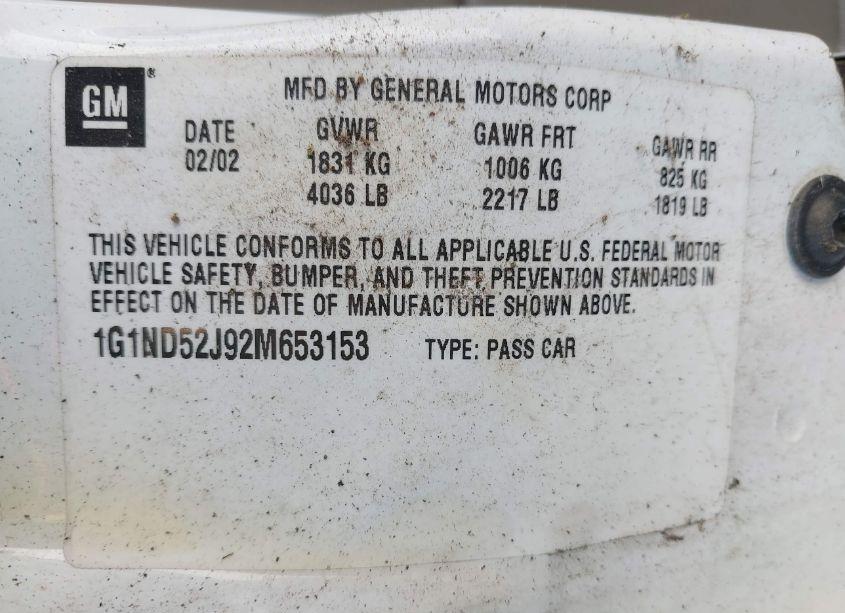 GM®
MFD BY GENERAL MOTORS CORP
DATE GVWR GAWR FRT GAWR RR
02/02 1831 KG 1006 KG 825 KG
4036 LB 2217 LB 1819 LB
THIS VEHICLE CONFORMS TO ALL APPLICABLE U.S. FEDERAL MOTOR
VEHICLE SAFETY, BUMPER, AND THEFT PREVENTION STANDARDS IN
EFFECT ON THE DATE OF MANUFACTURE SHOWN ABOVE.
1G1ND52J92M653153 TYPE: PASS CAR